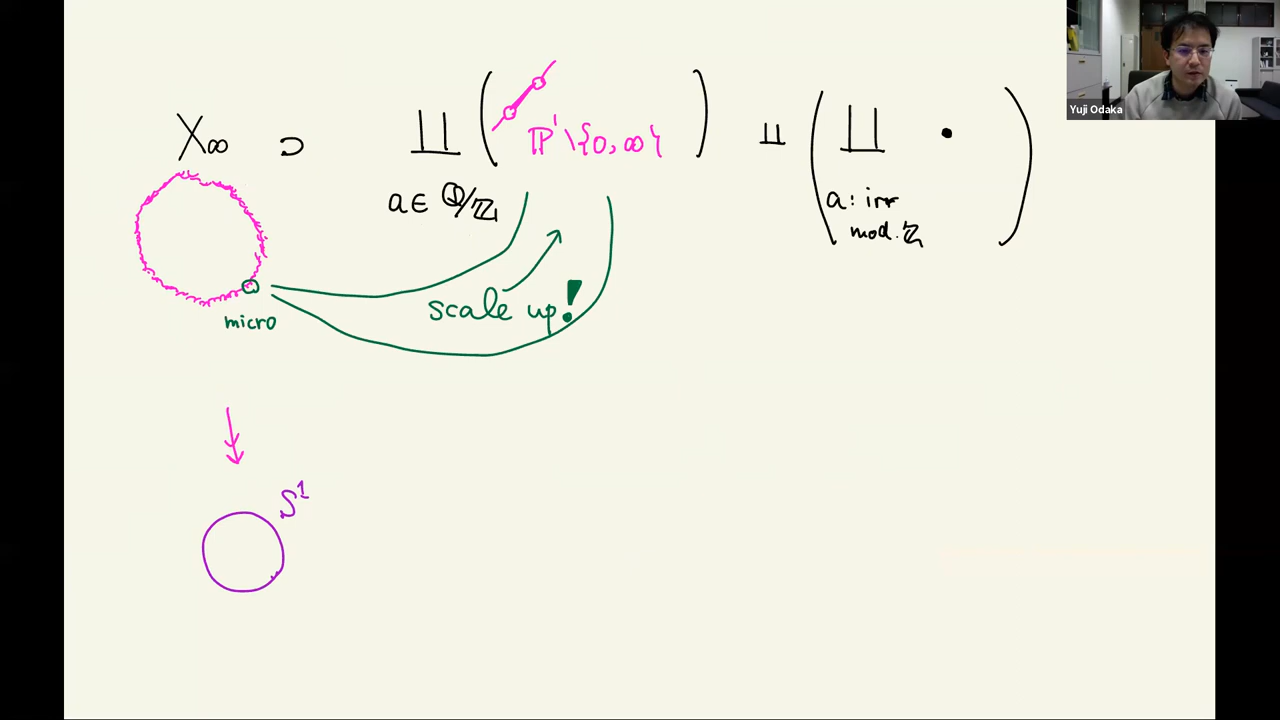 Yuji Odaka
X∞ ⊃ ∐ ( ℙ¹\{0,∞} ) ⊔ ( ∐ • )
a ∈ ℚ/ℤ
a: irr
mod. ℤ
scale up!
micro
S¹